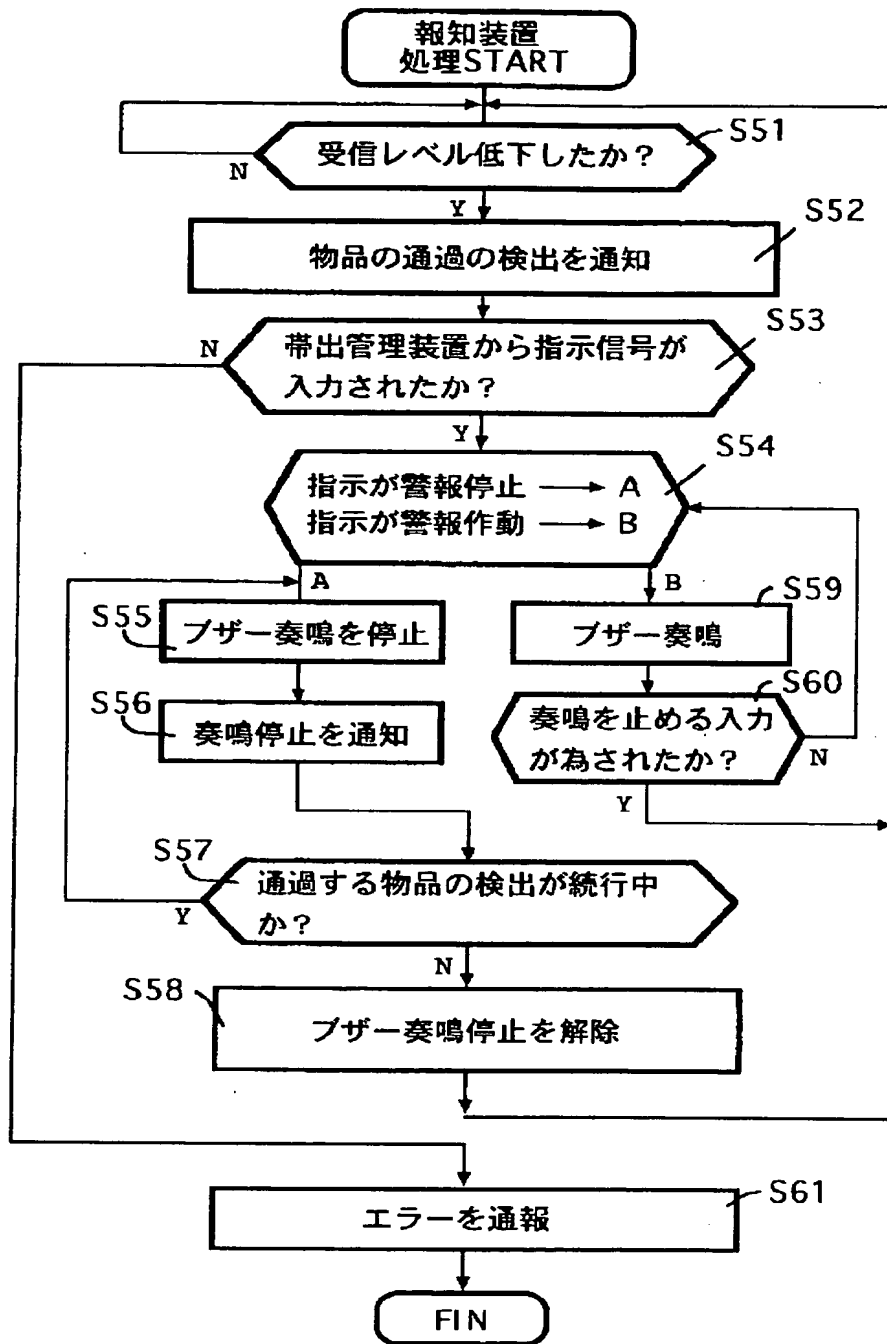 報知装置
処理START
受信レベル低下したか？
S51
N
Y
S52
物品の通過の検出を通知
S53
N
帯出管理装置から指示信号が
入力されたか？
Y
S54
指示が警報停止 → A
指示が警報作動 → B
A
B
S59
S55
ブザー奏鳴を停止
ブザー奏鳴
S60
S56
奏鳴停止を通知
奏鳴を止める入力
が為されたか？
N
Y
S57
通過する物品の検出が続行中
か？
Y
N
S58
ブザー奏鳴停止を解除
S61
エラーを通報
FIN